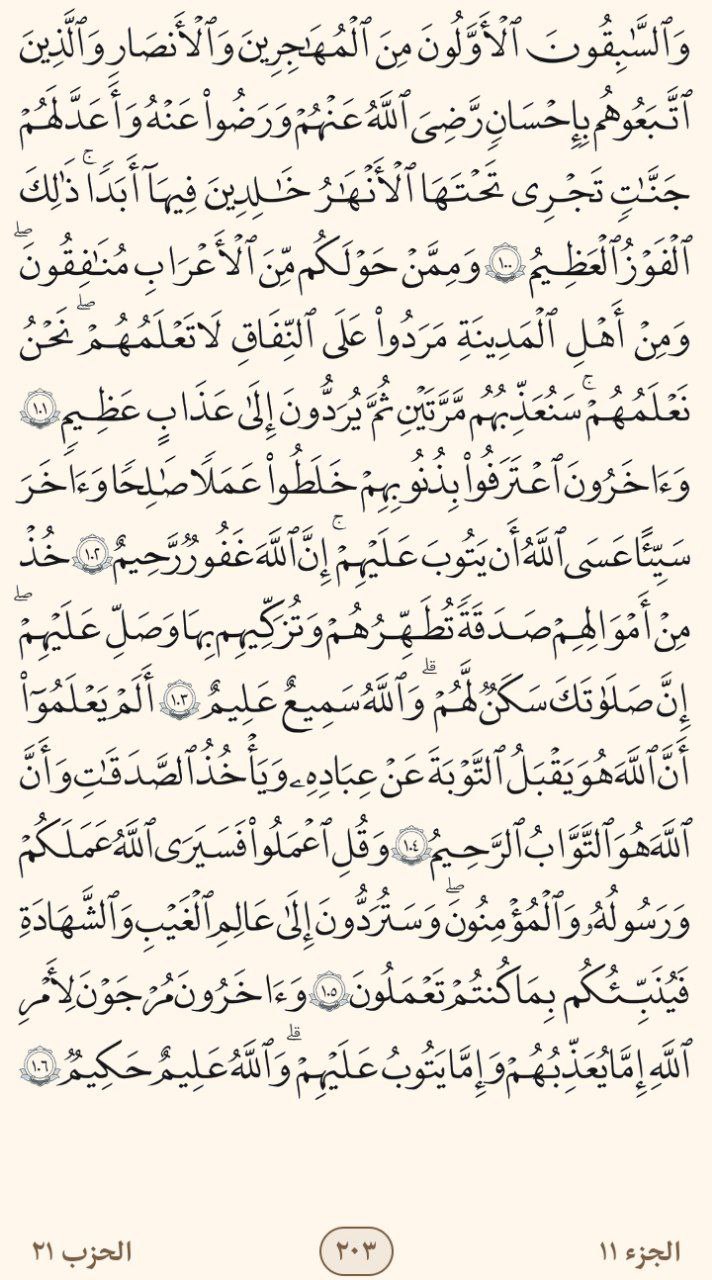 وَٱلسَّٰبِقُونَ ٱلْأَوَّلُونَ مِنَ ٱلْمُهَٰجِرِينَ وَٱلْأَنصَارِ وَٱلَّذِينَ
ٱتَّبَعُوهُم بِإِحْسَٰنٍ رَّضِىَ ٱللَّهُ عَنْهُمْ وَرَضُوا۟ عَنْهُ وَأَعَدَّ لَهُمْ
جَنَّٰتٍ تَجْرِى تَحْتَهَا ٱلْأَنْهَٰرُ خَٰلِدِينَ فِيهَآ أَبَدًا ۚ ذَٰلِكَ
ٱلْفَوْزُ ٱلْعَظِيمُ ١٠٠ وَمِمَّنْ حَوْلَكُم مِّنَ ٱلْأَعْرَابِ مُنَٰفِقُونَ ۖ
وَمِنْ أَهْلِ ٱلْمَدِينَةِ مَرَدُوا۟ عَلَى ٱلنِّفَاقِ لَا تَعْلَمُهُمْ ۖ نَحْنُ
نَعْلَمُهُمْ ۚ سَنُعَذِّبُهُم مَّرَّتَيْنِ ثُمَّ يُرَدُّونَ إِلَىٰ عَذَابٍ عَظِيمٍ ١٠١
وَءَاخَرُونَ ٱعْتَرَفُوا۟ بِذُنُوبِهِمْ خَلَطُوا۟ عَمَلًا صَٰلِحًا وَءَاخَرَ
سَيِّئًا عَسَى ٱللَّهُ أَن يَتُوبَ عَلَيْهِمْ ۚ إِنَّ ٱللَّهَ غَفُورٌ رَّحِيمٌ ١٠٢ خُذْ
مِنْ أَمْوَٰلِهِمْ صَدَقَةً تُطَهِّرُهُمْ وَتُزَكِّيهِم بِهَا وَصَلِّ عَلَيْهِمْ ۖ
إِنَّ صَلَوٰتَكَ سَكَنٌ لَّهُمْ ۗ وَٱللَّهُ سَمِيعٌ عَلِيمٌ ١٠٣ أَلَمْ يَعْلَمُوٓا۟
أَنَّ ٱللَّهَ هُوَ يَقْبَلُ ٱلتَّوْبَةَ عَنْ عِبَادِهِۦ وَيَأْخُذُ ٱلصَّدَقَٰتِ وَأَنَّ
ٱللَّهَ هُوَ ٱلتَّوَّابُ ٱلرَّحِيمُ ١٠٤ وَقُلِ ٱعْمَلُوا۟ فَسَيَرَى ٱللَّهُ عَمَلَكُمْ
وَرَسُولُهُۥ وَٱلْمُؤْمِنُونَ ۖ وَسَتُرَدُّونَ إِلَىٰ عَٰلِمِ ٱلْغَيْبِ وَٱلشَّهَٰدَةِ
فَيُنَبِّئُكُم بِمَا كُنتُمْ تَعْمَلُونَ ١٠٥ وَءَاخَرُونَ مُرْجَوْنَ لِأَمْرِ
ٱللَّهِ إِمَّا يُعَذِّبُهُمْ وَإِمَّا يَتُوبُ عَلَيْهِمْ ۗ وَٱللَّهُ عَلِيمٌ حَكِيمٌ ١٠٦
الجزء ١١ ٢٠٣ الحزب ٢١